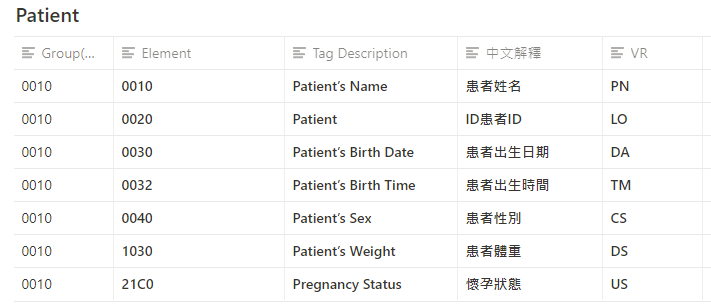 Patient
Group(... Element Tag Description 中文解釋 VR
0010 0010 Patient’s Name 患者姓名 PN
0010 0020 Patient ID患者ID LO
0010 0030 Patient’s Birth Date 患者出生日期 DA
0010 0032 Patient’s Birth Time 患者出生時間 TM
0010 0040 Patient’s Sex 患者性別 CS
0010 1030 Patient’s Weight 患者體重 DS
0010 21C0 Pregnancy Status 懷孕狀態 US